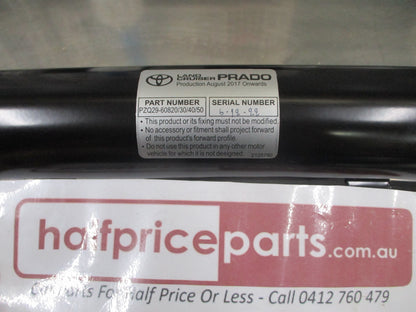 TOYOTA LAND CRUISER PRADO
Production August 2017 Onwards
PART NUMBER SERIAL NUMBER
PZQ29-60820/30/40/50
• This product or its fixing must not be modified.
• No accessory or fitment shall project forward
of this product's forward profile.
• Do not use this product in any other motor
vehicle for which it is not designed.
halfpriceparts.com.au
Car Parts For Half Price Or Less - Call 0412 760 479